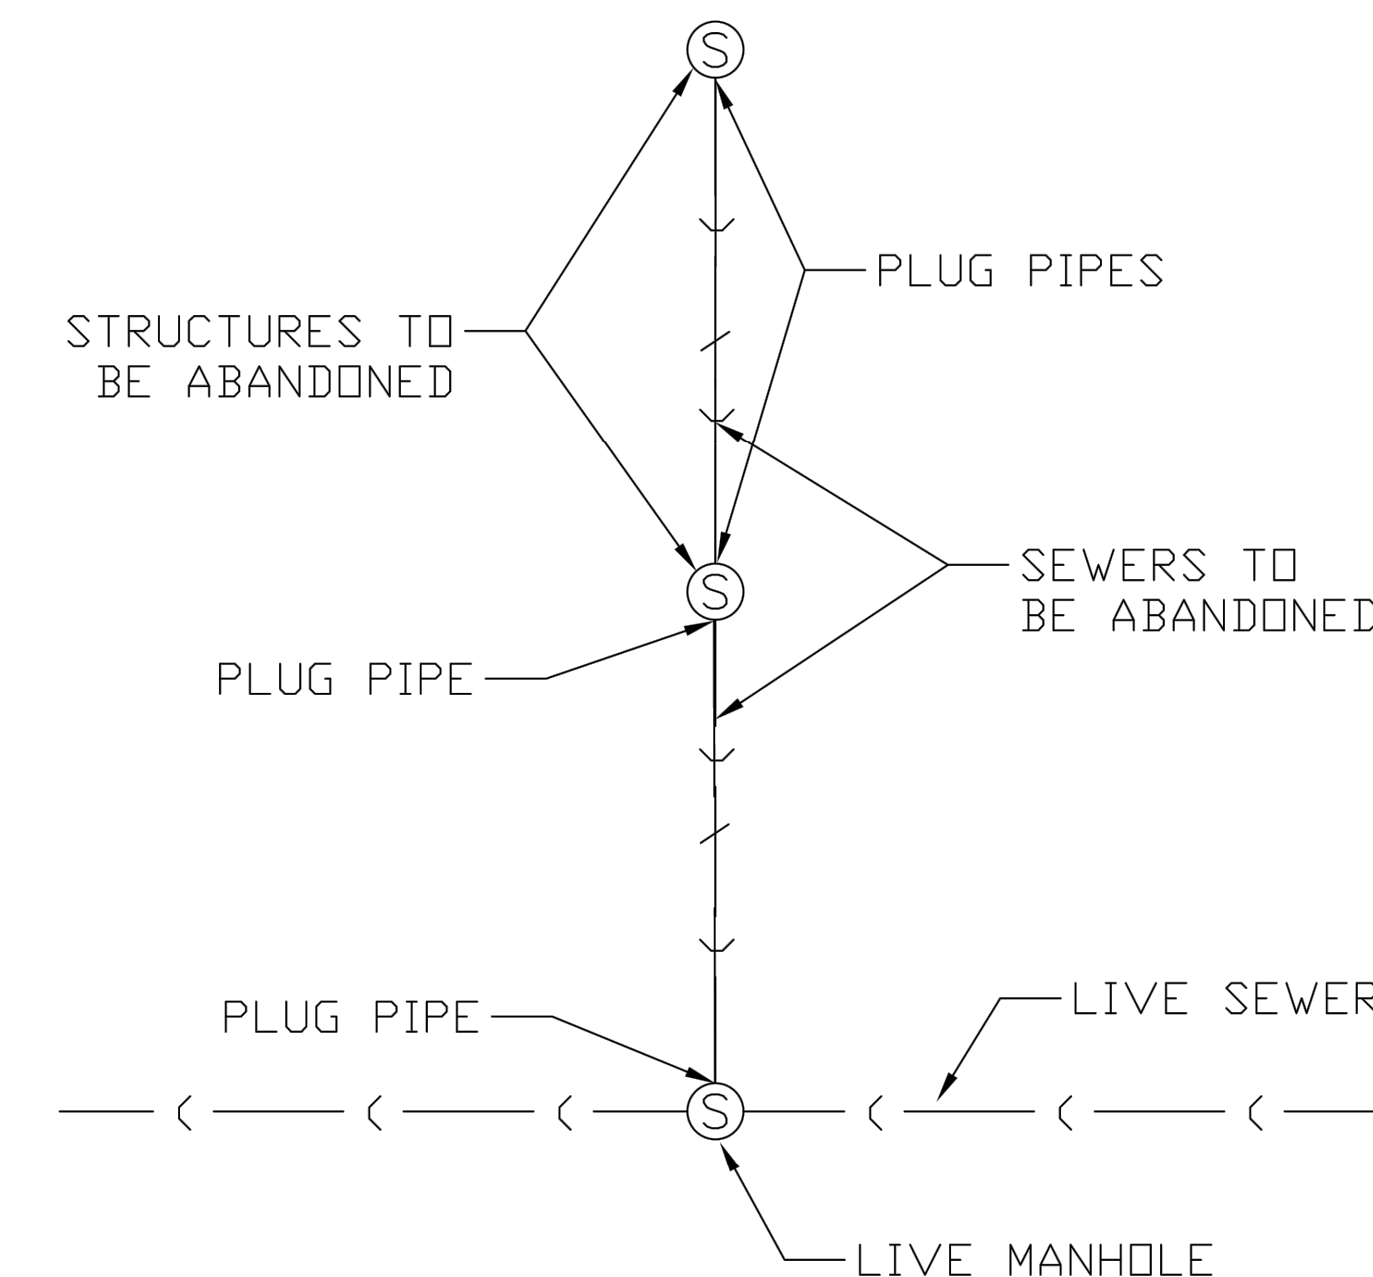 S
PLUG PIPES
STRUCTURES TO
BE ABANDONED
SEWERS TO
BE ABANDONED
S
PLUG PIPE
LIVE SEWER
PLUG PIPE
S
LIVE MANHOLE